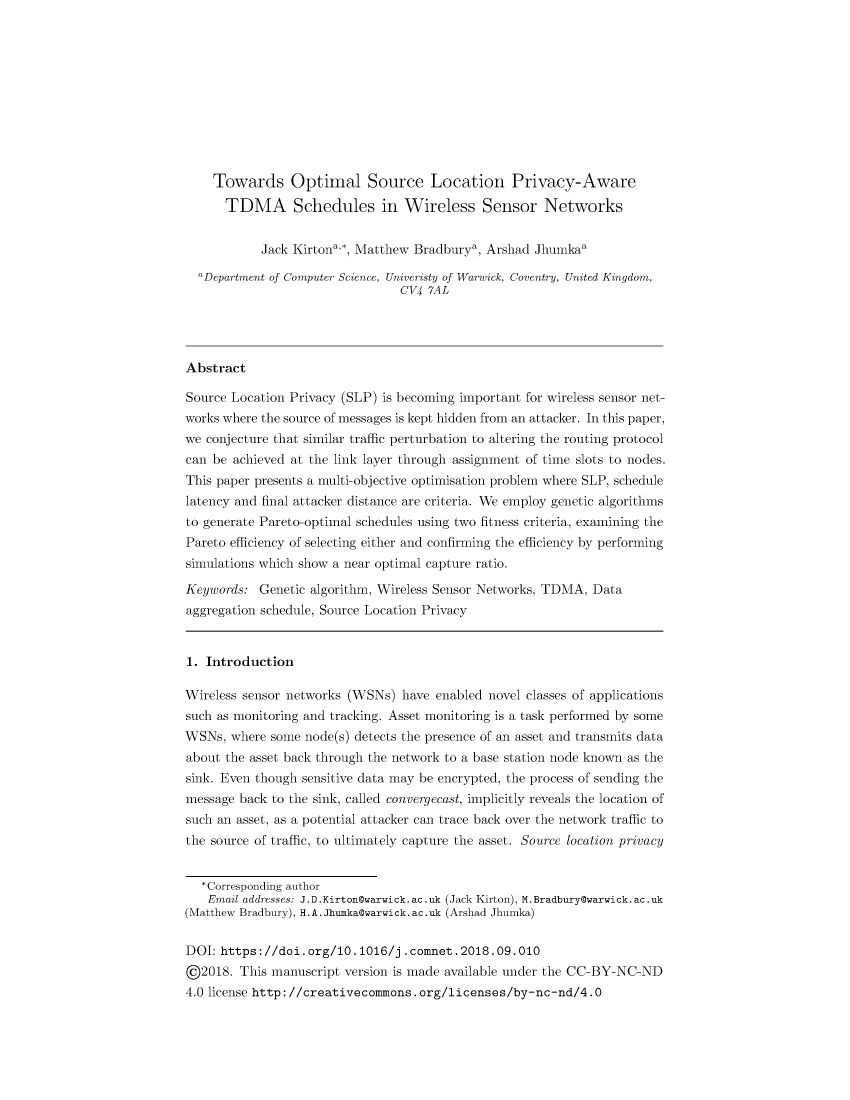 Towards Optimal Source Location Privacy-Aware
TDMA Schedules in Wireless Sensor Networks
Jack Kirtona,∗, Matthew Bradburya, Arshad Jhumkaa
aDepartment of Computer Science, Univeristy of Warwick, Coventry, United Kingdom,
CV4 7AL
Abstract
Source Location Privacy (SLP) is becoming important for wireless sensor net-
works where the source of messages is kept hidden from an attacker. In this paper,
we conjecture that similar traffic perturbation to altering the routing protocol
can be achieved at the link layer through assignment of time slots to nodes.
This paper presents a multi-objective optimisation problem where SLP, schedule
latency and final attacker distance are criteria. We employ genetic algorithms
to generate Pareto-optimal schedules using two fitness criteria, examining the
Pareto efficiency of selecting either and confirming the efficiency by performing
simulations which show a near optimal capture ratio.
Keywords: Genetic algorithm, Wireless Sensor Networks, TDMA, Data
aggregation schedule, Source Location Privacy
1. Introduction
Wireless sensor networks (WSNs) have enabled novel classes of applications
such as monitoring and tracking. Asset monitoring is a task performed by some
WSNs, where some node(s) detects the presence of an asset and transmits data
about the asset back through the network to a base station node known as the
sink. Even though sensitive data may be encrypted, the process of sending the
message back to the sink, called convergecast, implicitly reveals the location of
such an asset, as a potential attacker can trace back over the network traffic to
the source of traffic, to ultimately capture the asset. Source location privacy
∗Corresponding author
Email addresses: J.D.Kirton@warwick.ac.uk (Jack Kirton), M.Bradbury@warwick.ac.uk
(Matthew Bradbury), H.A.Jhumka@warwick.ac.uk (Arshad Jhumka)
DOI: https://doi.org/10.1016/j.comnet.2018.09.010
©2018. This manuscript version is made available under the CC-BY-NC-ND
4.0 license http://creativecommons.org/licenses/by-nc-nd/4.0